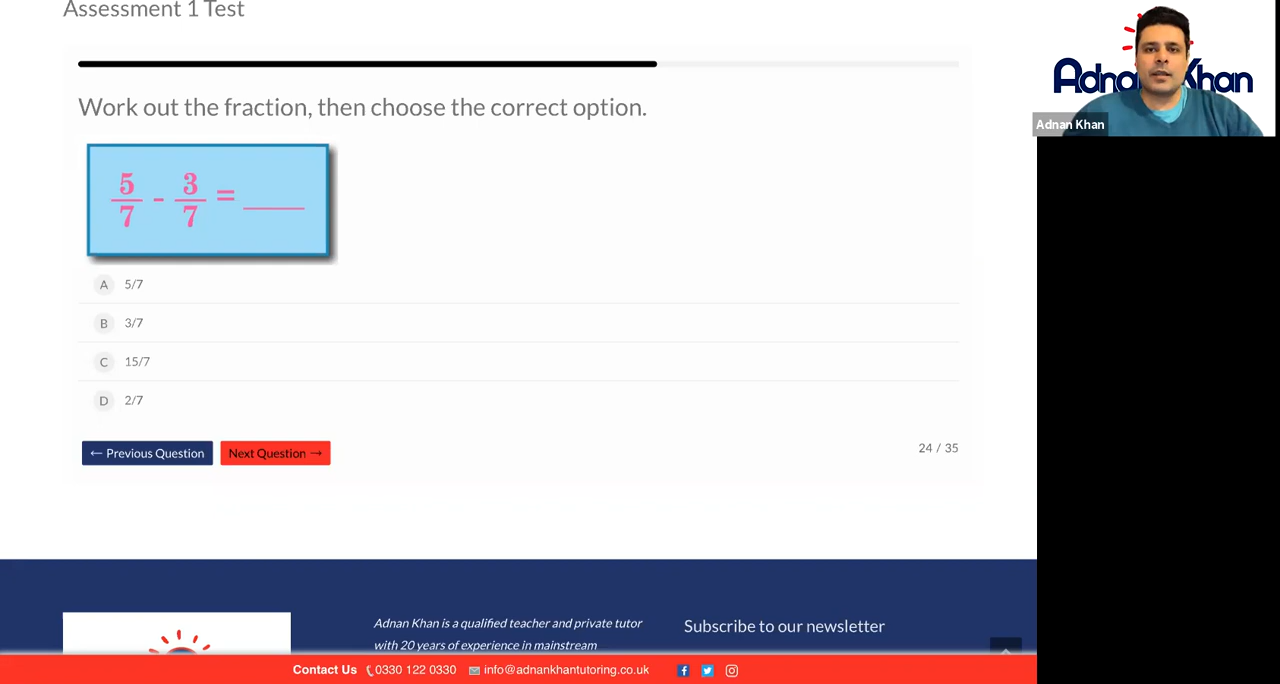 Assessment 1 Test
Work out the fraction, then choose the correct option.
5/7 - 3/7 = ____
A 5/7
B 3/7
C 15/7
D 2/7
← Previous Question Next Question →
24 / 35
Adnan Khan
Adnan Khan
Adnan Khan is a qualified teacher and private tutor
with 20 years of experience in mainstream
Subscribe to our newsletter
Contact Us 0330 122 0330 info@adnankhantutoring.co.uk